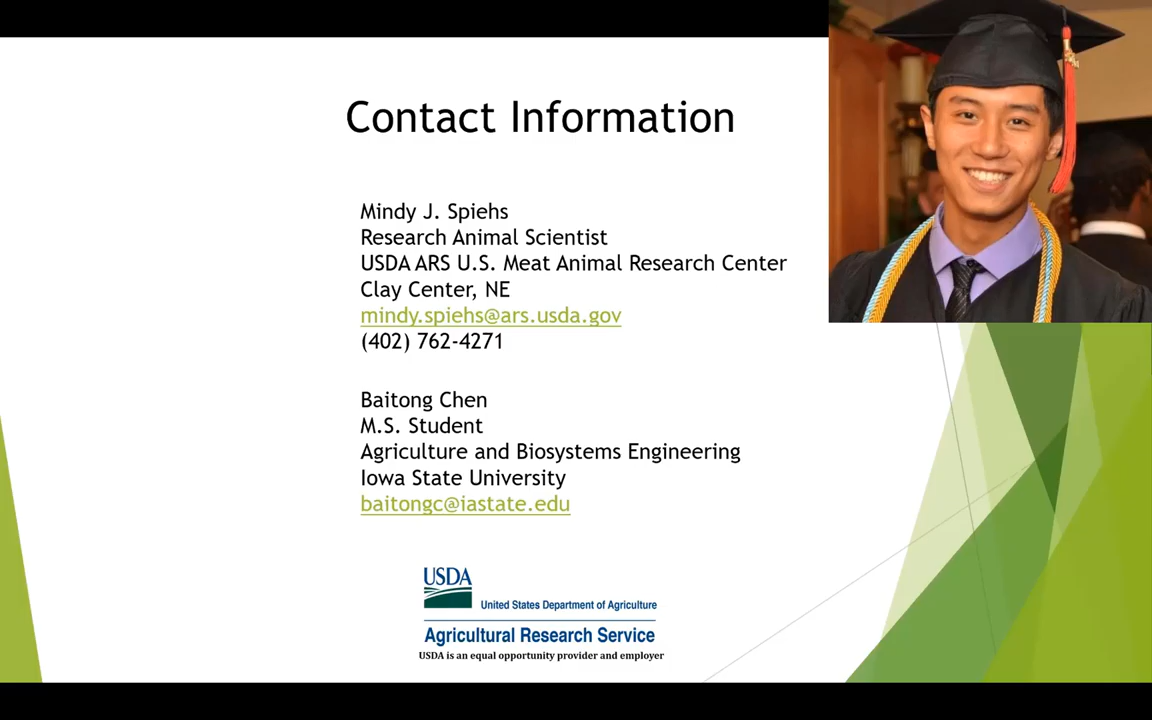 Contact Information
Mindy J. Spiehs
Research Animal Scientist
USDA ARS U.S. Meat Animal Research Center
Clay Center, NE
mindy.spiehs@ars.usda.gov
(402) 762-4271
Baitong Chen
M.S. Student
Agriculture and Biosystems Engineering
Iowa State University
baitongc@iastate.edu
USDA
United States Department of Agriculture
Agricultural Research Service
USDA is an equal opportunity provider and employer